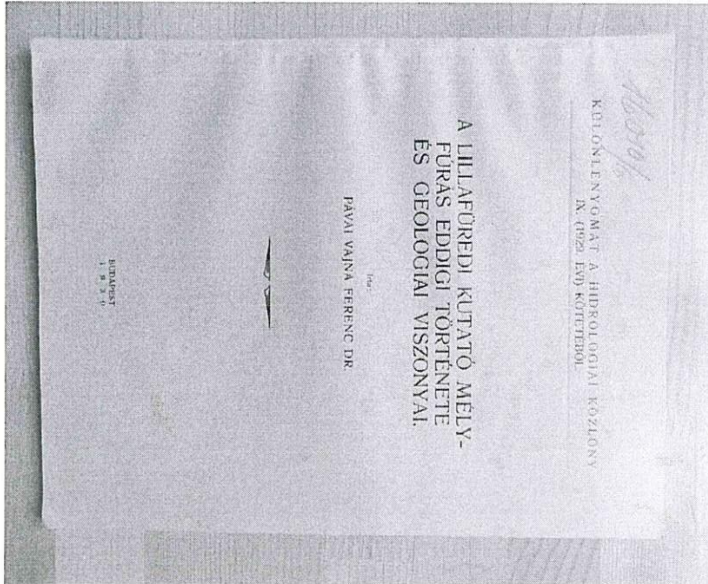 KÜLÖNLENYOMAT A HIDROLOGIAI KÖZLÖNY
IX. (1929. ÉVI) KÖTETÉBŐL
A LILLAFÜREDI KUTATÓ MÉLY-
FÚRÁS EDDIGI TÖRTÉNETE
ÉS GEOLOGIAI VISZONYAI.
Írta:
PÁVAI VAJNA FERENC DR.
BUDAPEST
1930